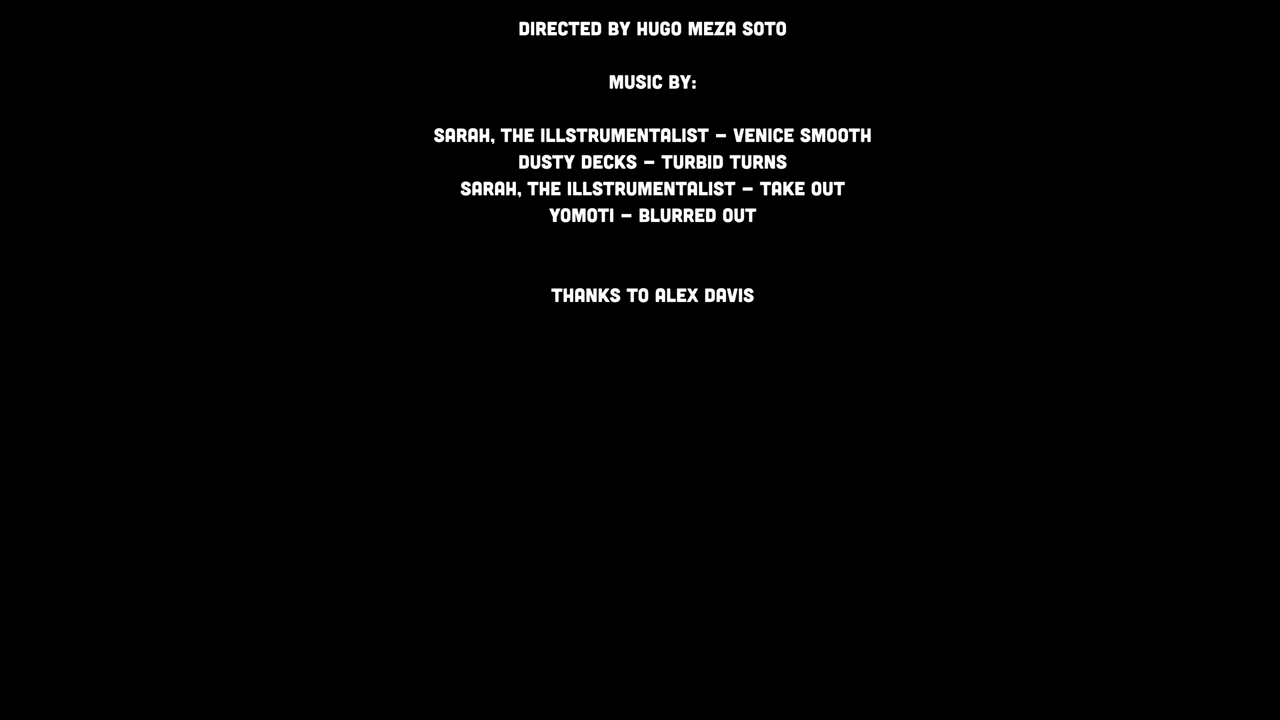 DIRECTED BY HUGO MEZA SOTO
MUSIC BY:
SARAH, THE ILLSTRUMENTALIST – VENICE SMOOTH
DUSTY DECKS – TURBID TURNS
SARAH, THE ILLSTRUMENTALIST – TAKE OUT
YOMOTI – BLURRED OUT
THANKS TO ALEX DAVIS